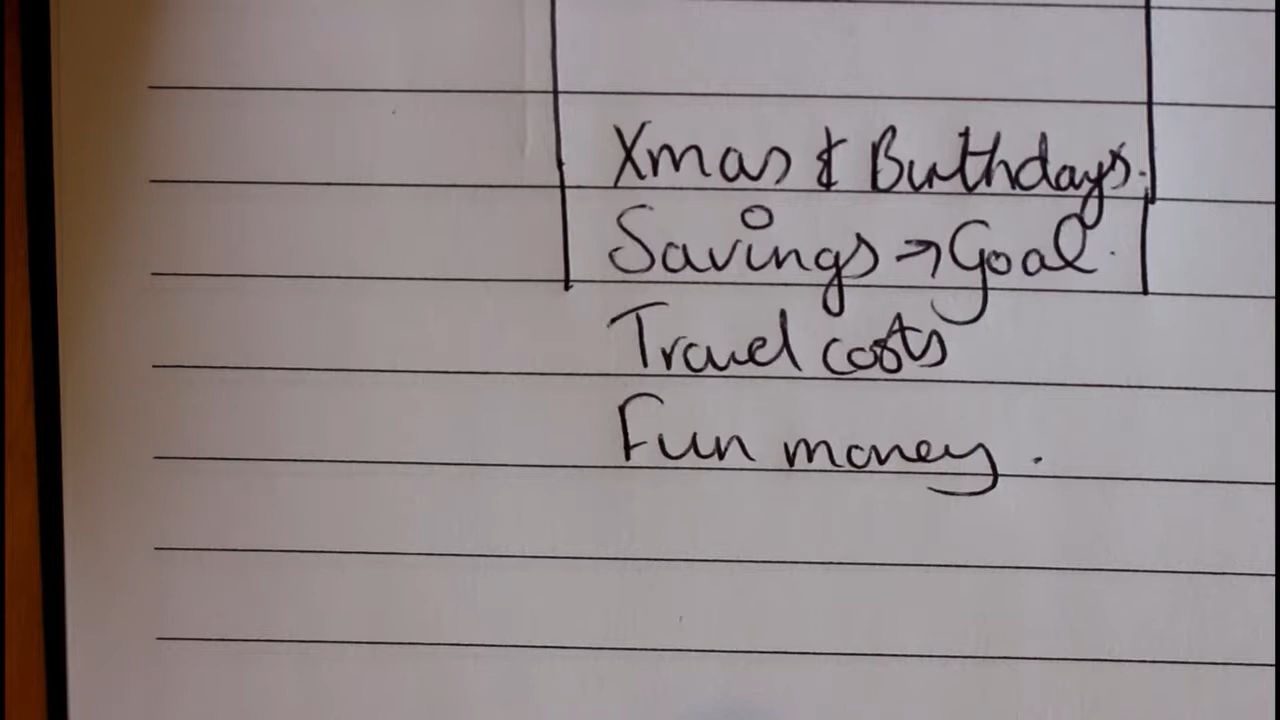 Xmas & Birthdays.
Savings → Goal.
Travel costs
Fun money.